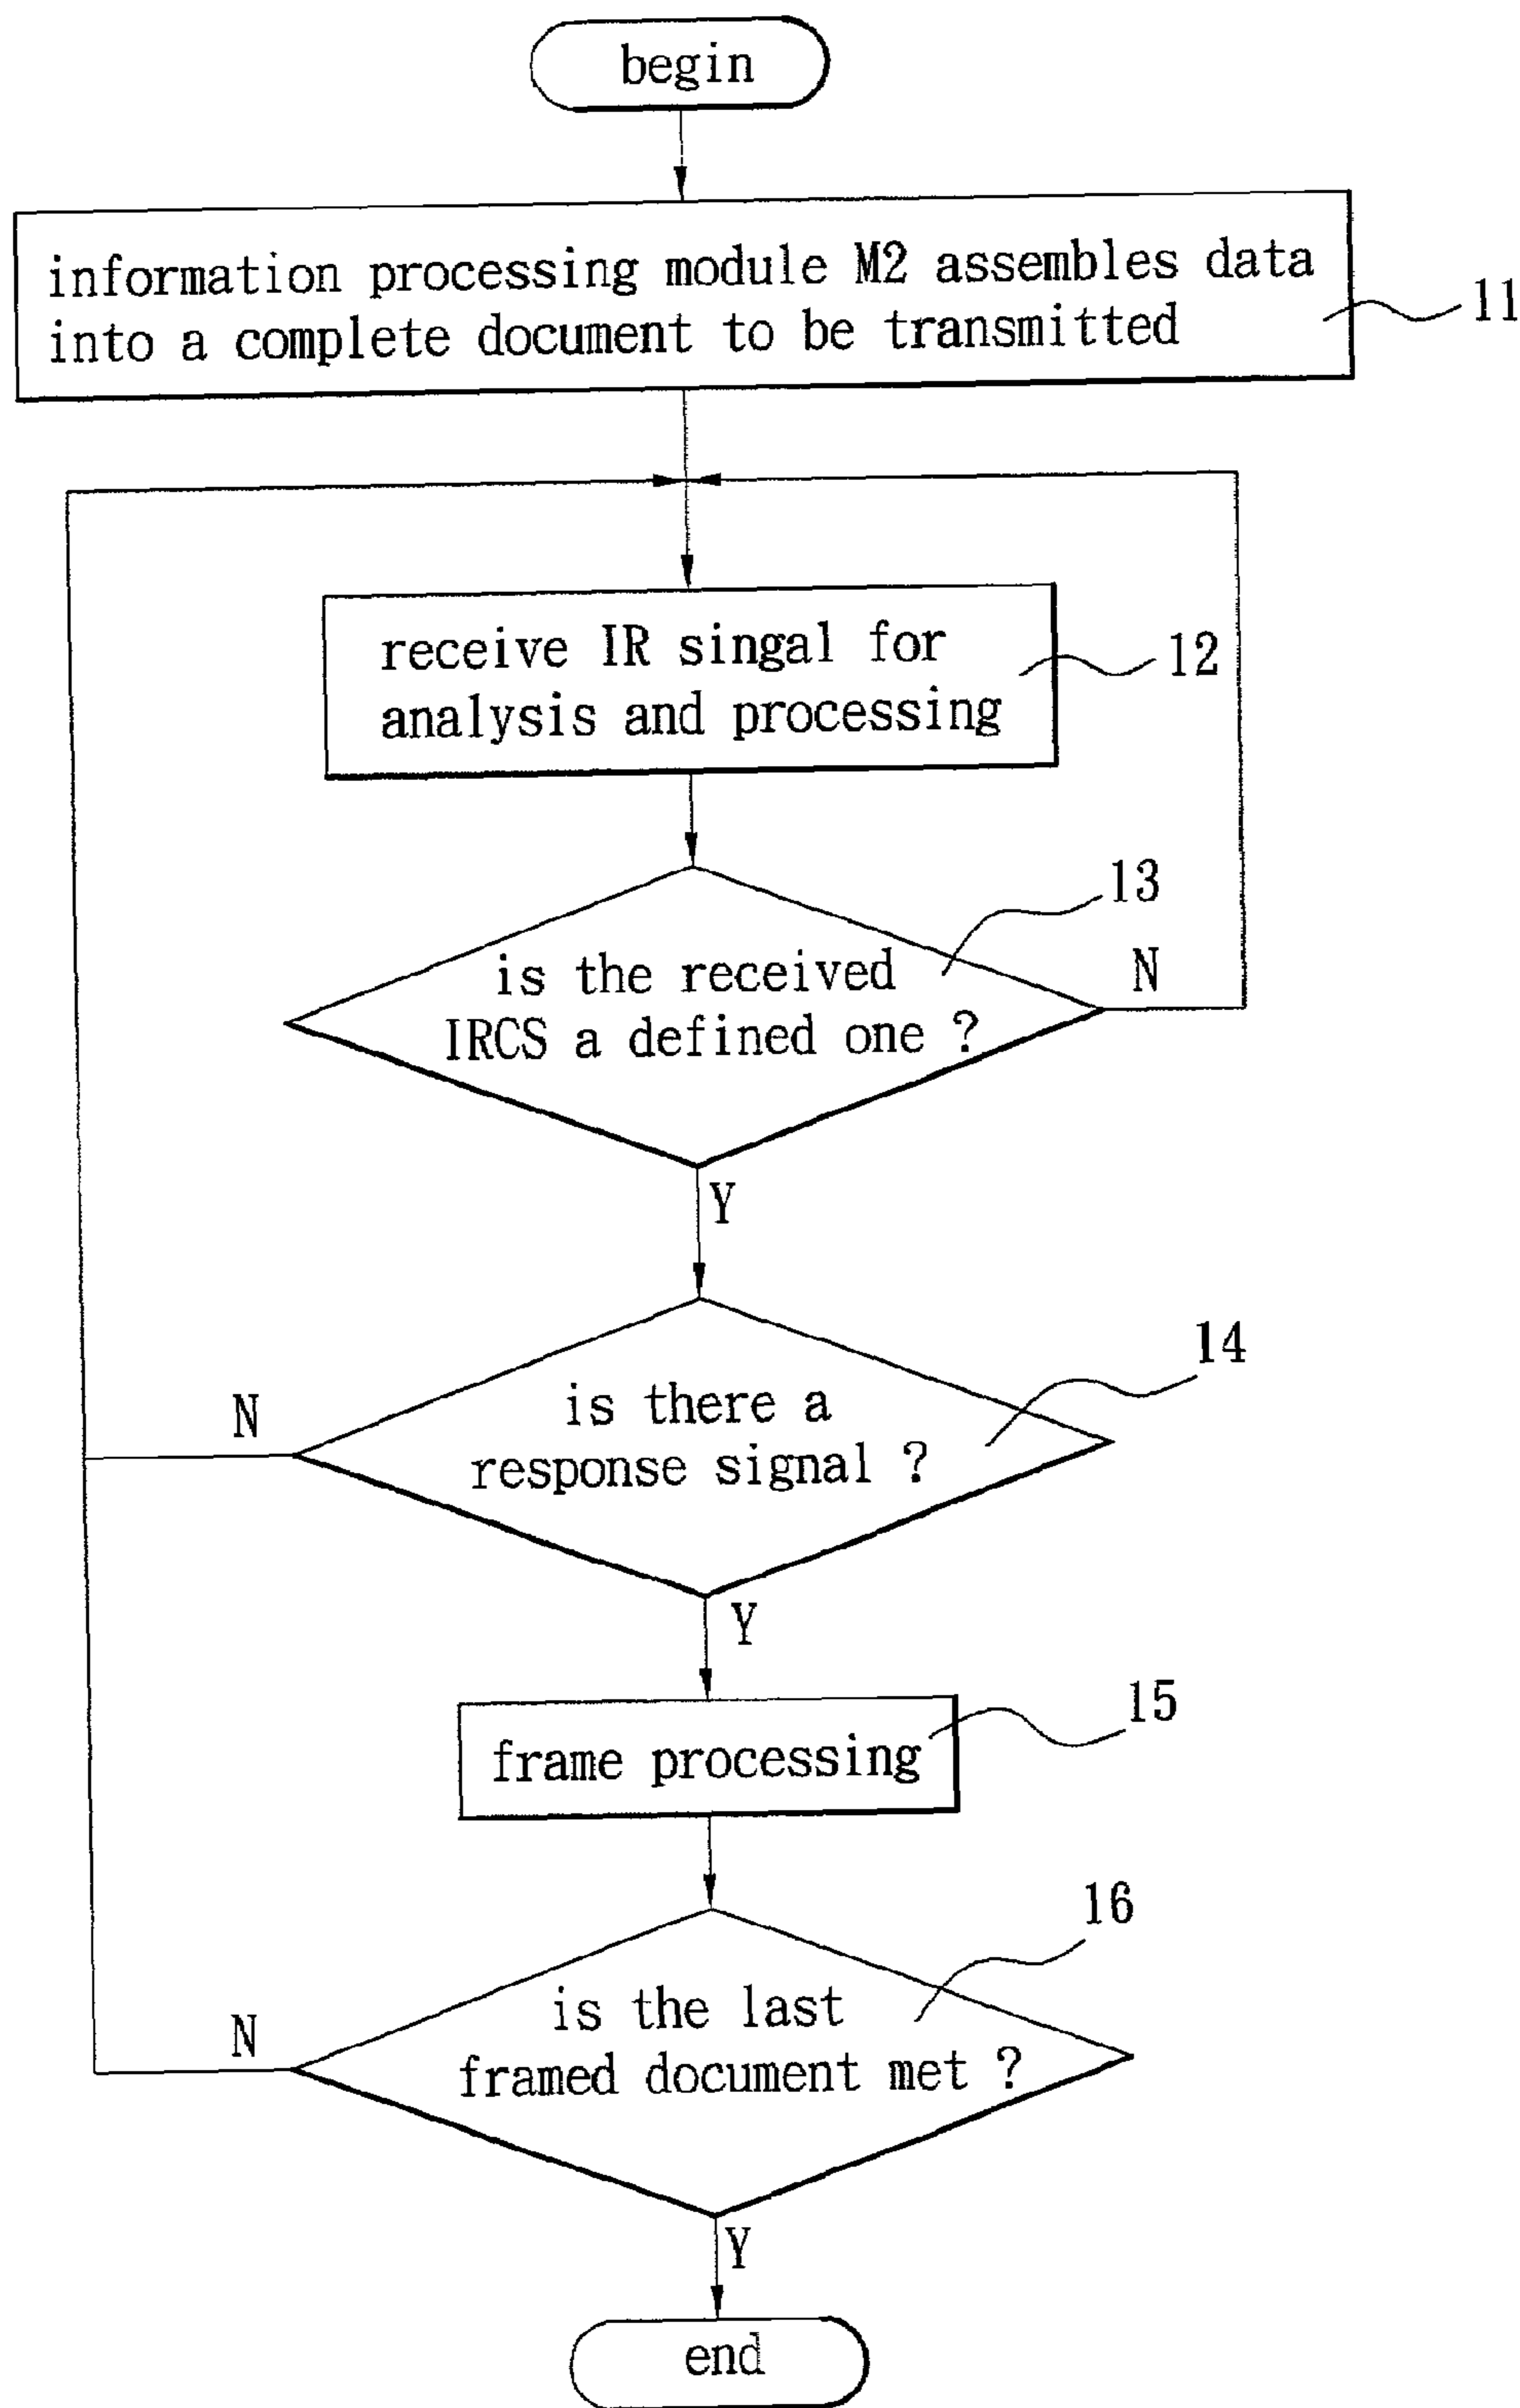 begin
information processing module M2 assembles data
into a complete document to be transmitted
11
receive IR singal for
analysis and processing
12
13
is the received
IRCS a defined one ?
N
Y
14
is there a
response signal ?
N
Y
15
frame processing
16
is the last
framed document met ?
N
Y
end